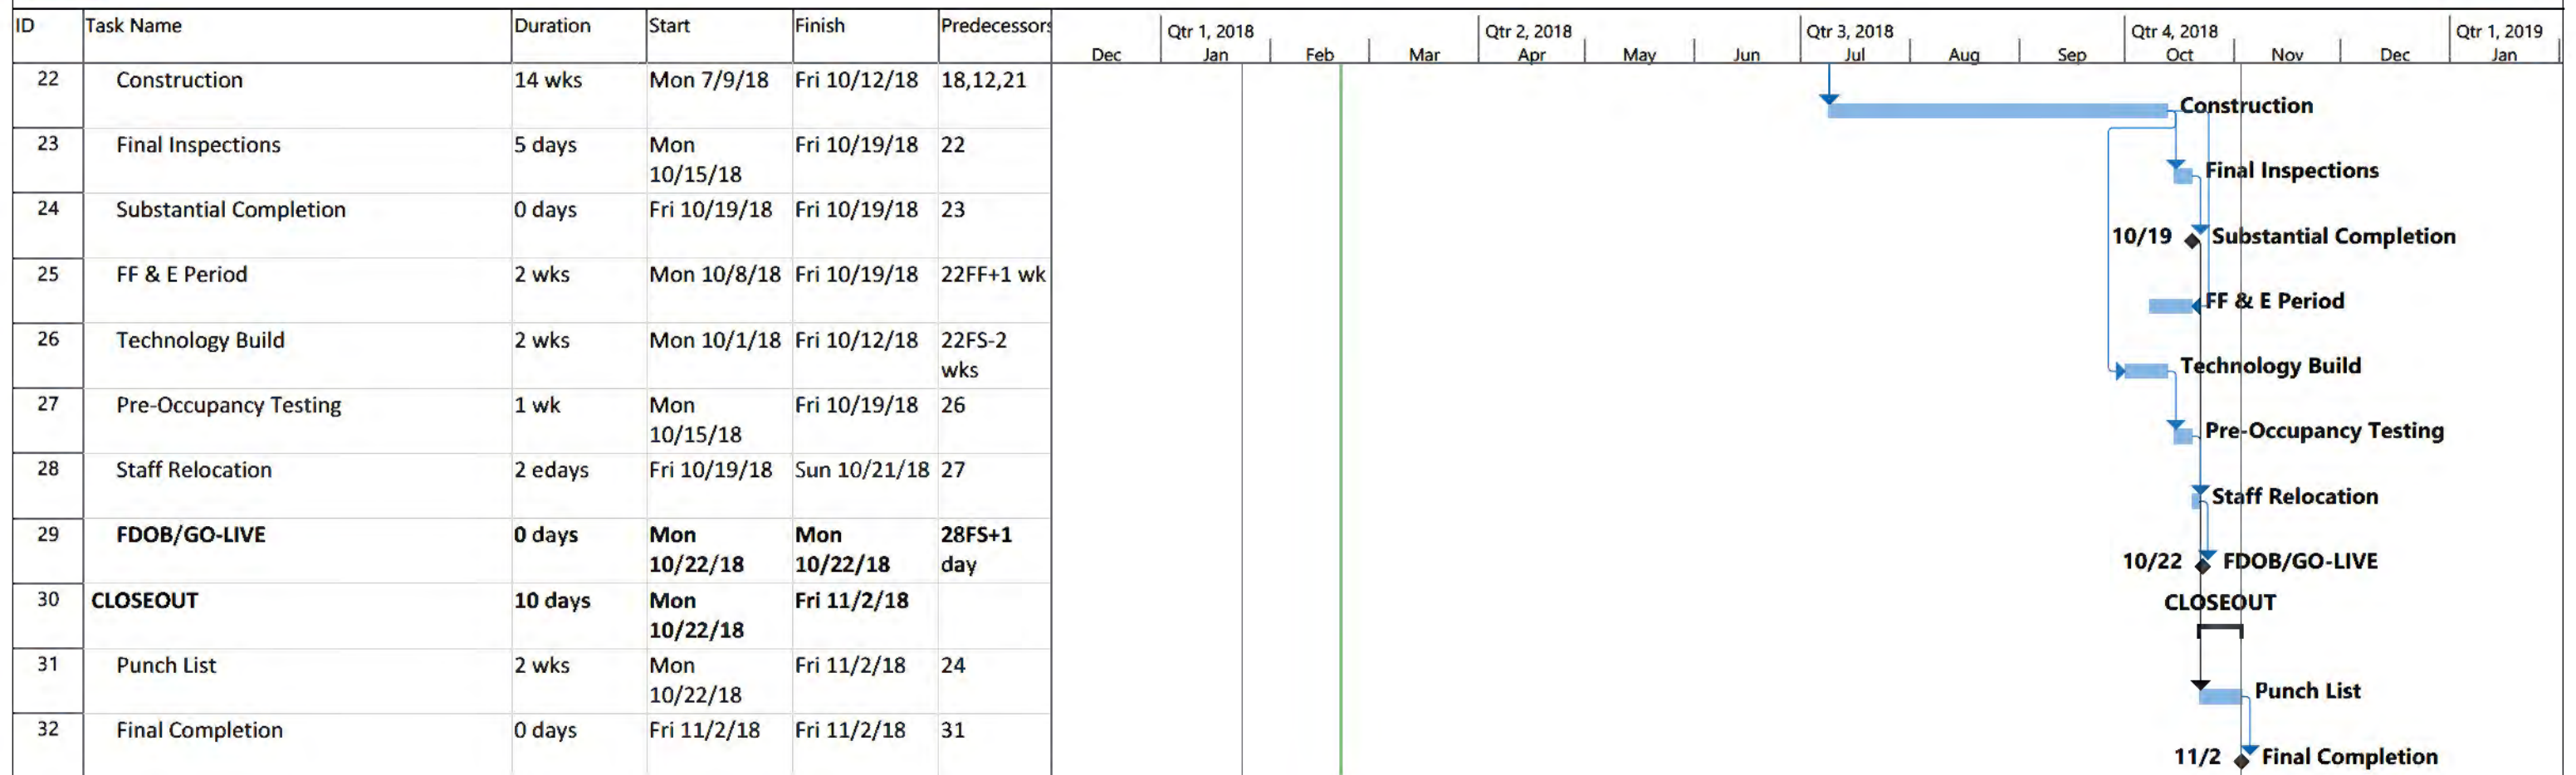 ID Task Name Duration Start Finish Predecessors
Qtr 1, 2018 Qtr 2, 2018 Qtr 3, 2018 Qtr 4, 2018 Qtr 1, 2019
Dec Jan Feb Mar Apr May Jun Jul Aug Sep Oct Nov Dec Jan
22 Construction 14 wks Mon 7/9/18 Fri 10/12/18 18,12,21
Construction
23 Final Inspections 5 days Mon Fri 10/19/18 22
10/15/18
Final Inspections
24 Substantial Completion 0 days Fri 10/19/18 Fri 10/19/18 23
10/19 Substantial Completion
25 FF & E Period 2 wks Mon 10/8/18 Fri 10/19/18 22FF+1 wk
FF & E Period
26 Technology Build 2 wks Mon 10/1/18 Fri 10/12/18 22FS-2
wks
Technology Build
27 Pre-Occupancy Testing 1 wk Mon Fri 10/19/18 26
10/15/18
Pre-Occupancy Testing
28 Staff Relocation 2 edays Fri 10/19/18 Sun 10/21/18 27
Staff Relocation
29 FDOB/GO-LIVE 0 days Mon Mon 28FS+1
10/22/18 10/22/18 day
10/22 FDOB/GO-LIVE
30 CLOSEOUT 10 days Mon Fri 11/2/18
10/22/18
CLOSEOUT
31 Punch List 2 wks Mon Fri 11/2/18 24
10/22/18
Punch List
32 Final Completion 0 days Fri 11/2/18 Fri 11/2/18 31
11/2 Final Completion